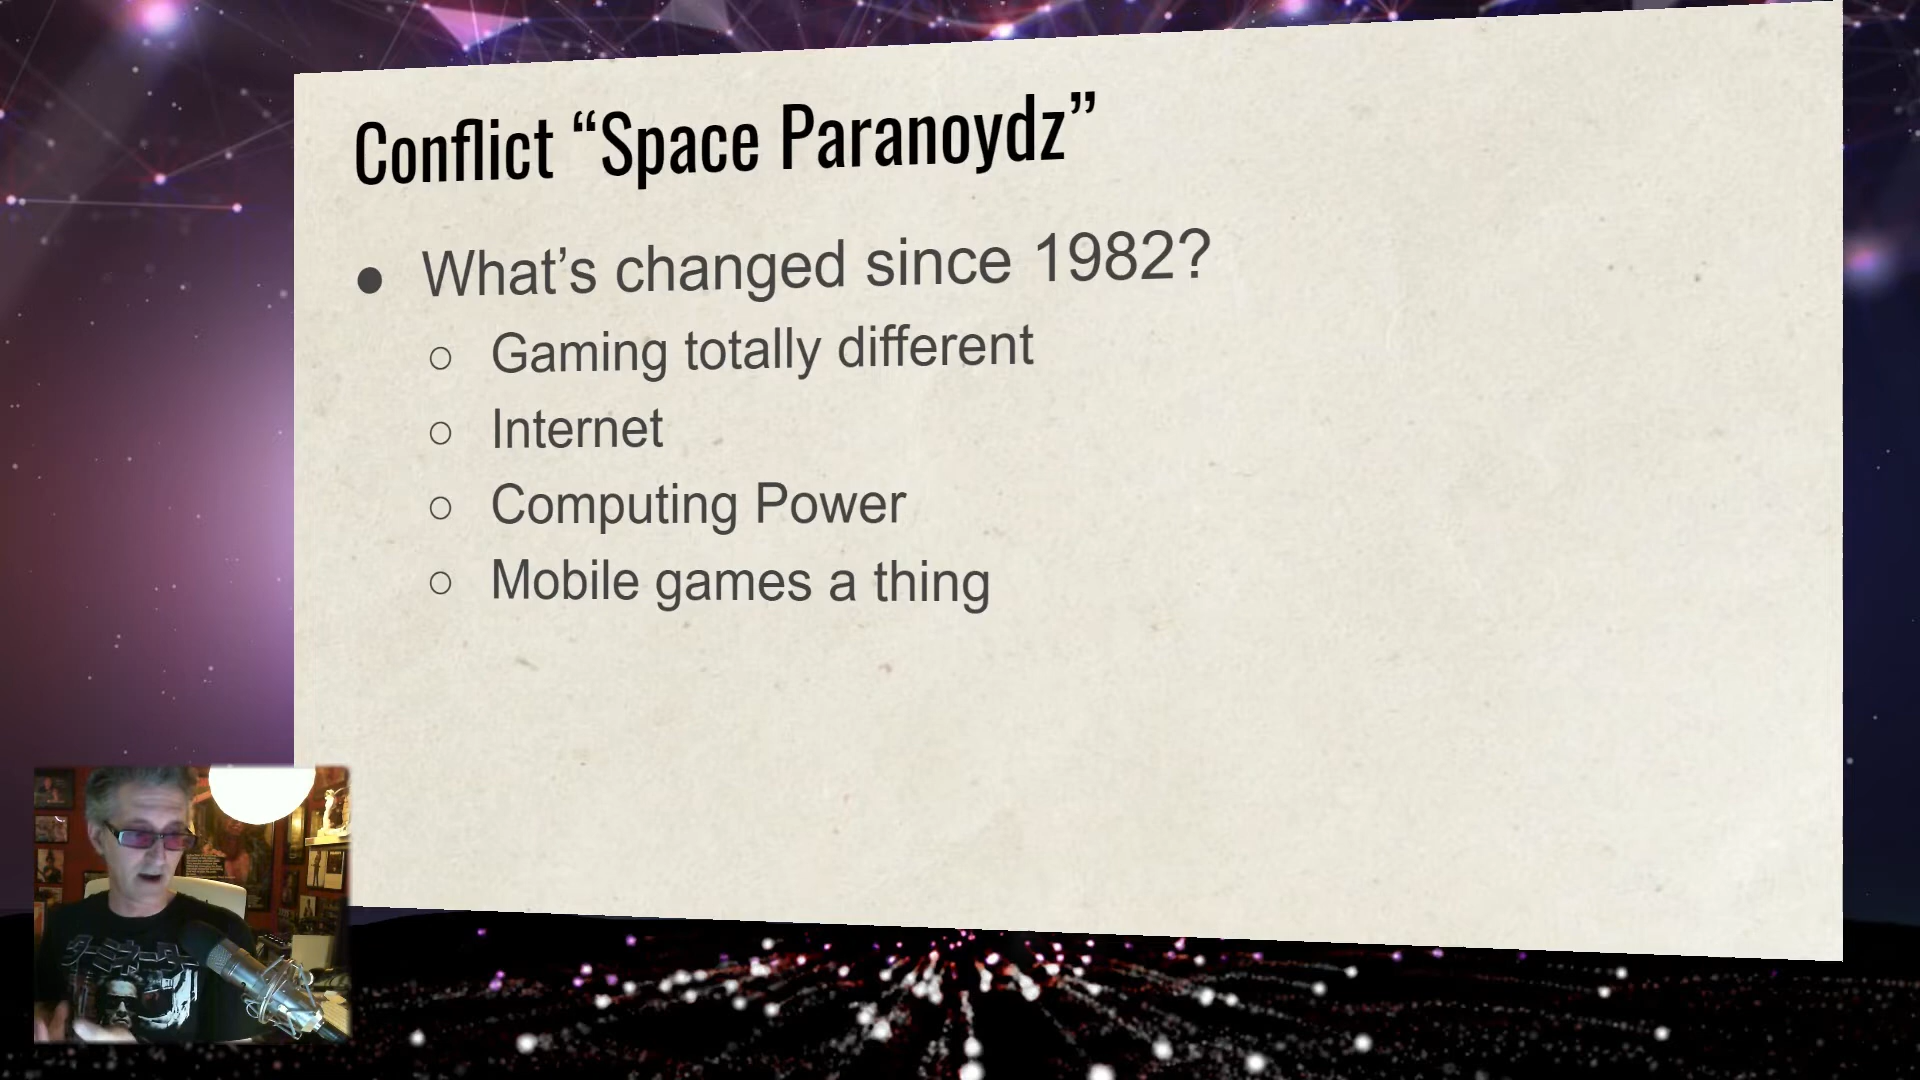 Conflict “Space Paranoydz”
● What’s changed since 1982?
○ Gaming totally different
○ Internet
○ Computing Power
○ Mobile games a thing